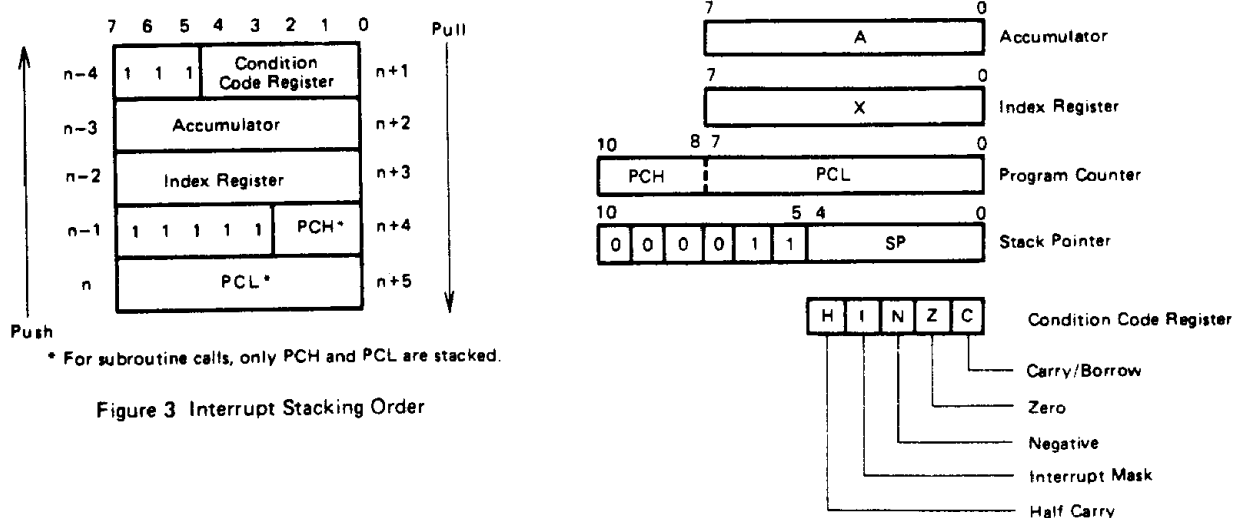 7 6 5 4 3 2 1 0 Pull
n-4 1 1 1 Condition Code Register n+1
n-3 Accumulator n+2
n-2 Index Register n+3
n-1 1 1 1 1 1 PCH* n+4
n PCL* n+5
Push
* For subroutine calls, only PCH and PCL are stacked.
Figure 3 Interrupt Stacking Order
7 0
A Accumulator
7 0
X Index Register
10 8 7 0
PCH PCL Program Counter
10 5 4 0
0 0 0 0 1 1 SP Stack Pointer
H I N Z C Condition Code Register
Carry/Borrow
Zero
Negative
Interrupt Mask
Half Carry